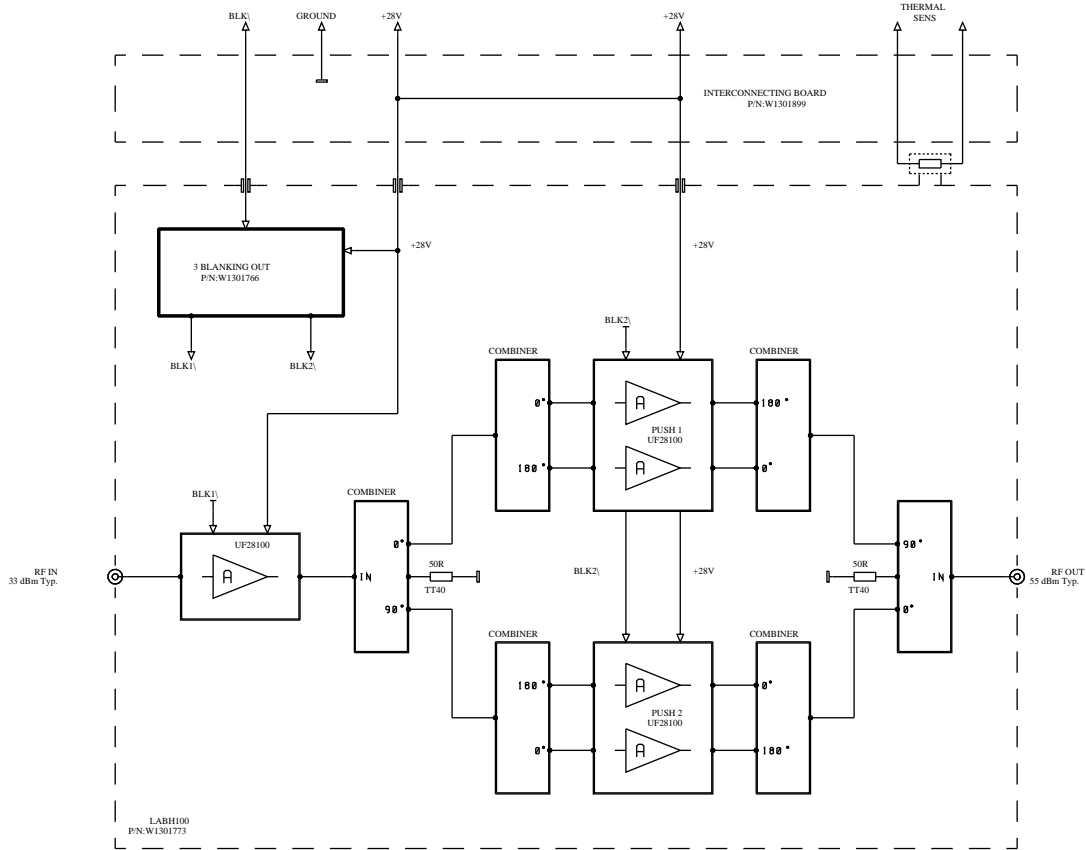 BLK\
GROUND
+28V
+28V
THERMAL
SENS
INTERCONNECTING BOARD
P/N:W1301899
3 BLANKING OUT
P/N:W1301766
+28V
+28V
BLK1\
BLK2\
BLK2\
COMBINER
COMBINER
0°
180°
180°
0°
A
A
PUSH 1
UF28100
BLK1\
UF28100
A
COMBINER
0°
IN
90°
50R
TT40
BLK2\
+28V
50R
TT40
90°
IN
0°
RF IN
33 dBm Typ.
RF OUT
55 dBm Typ.
COMBINER
COMBINER
180°
0°
0°
180°
A
A
PUSH 2
UF28100
LABH100
P/N:W1301773